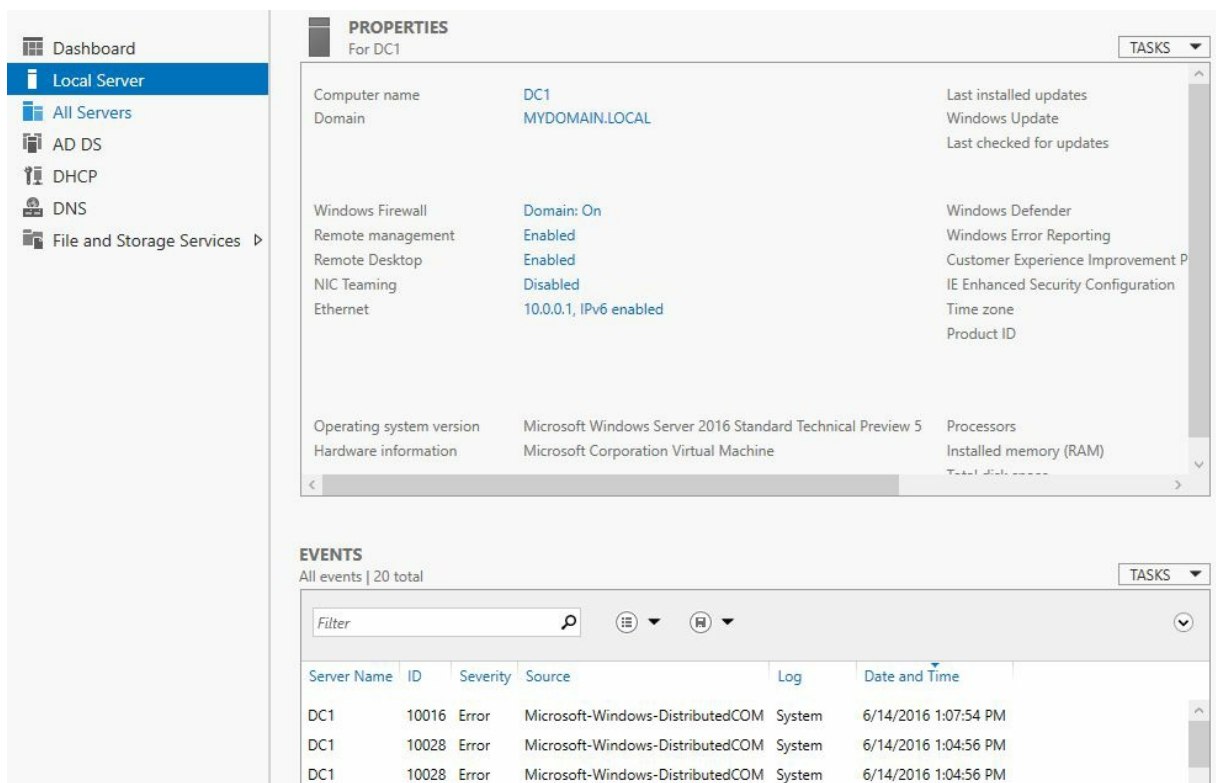 Dashboard
Local Server
All Servers
AD DS
DHCP
DNS
File and Storage Services
PROPERTIES
For DC1
TASKS
Computer name DC1 Last installed updates
Domain MYDOMAIN.LOCAL Windows Update
Last checked for updates
Windows Firewall Domain: On Windows Defender
Remote management Enabled Windows Error Reporting
Remote Desktop Enabled Customer Experience Improvement P
NIC Teaming Disabled IE Enhanced Security Configuration
Ethernet 10.0.0.1, IPv6 enabled Time zone
Product ID
Operating system version Microsoft Windows Server 2016 Standard Technical Preview 5 Processors
Hardware information Microsoft Corporation Virtual Machine Installed memory (RAM)
Total disk space
EVENTS
All events | 20 total
TASKS
Filter
Server Name ID Severity Source Log Date and Time
DC1 10016 Error Microsoft-Windows-DistributedCOM System 6/14/2016 1:07:54 PM
DC1 10028 Error Microsoft-Windows-DistributedCOM System 6/14/2016 1:04:56 PM
DC1 10028 Error Microsoft-Windows-DistributedCOM System 6/14/2016 1:04:56 PM